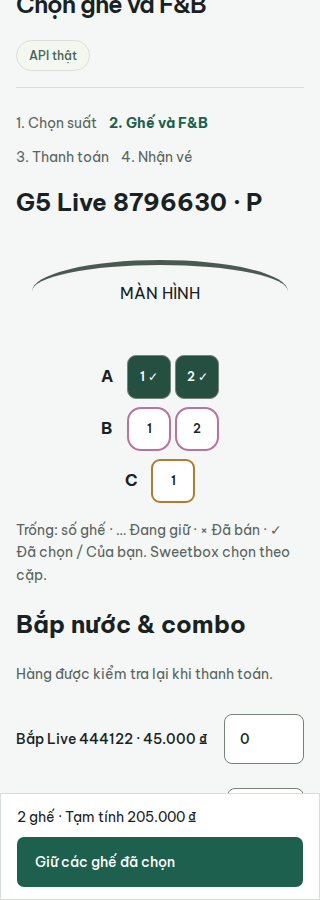 Chọn ghế và F&B
API thật
1. Chọn suất 2. Ghế và F&B
3. Thanh toán 4. Nhận vé
G5 Live 8796630 · P
MÀN HÌNH
A 1 ✓ 2 ✓
B 1 2
C 1
Trống: số ghế · … Đang giữ · × Đã bán · ✓
Đã chọn / Của bạn. Sweetbox chọn theo
cặp.
Bắp nước & combo
Hàng được kiểm tra lại khi thanh toán.
Bắp Live 444122 · 45.000 ₫ 0
2 ghế · Tạm tính 205.000 ₫
Giữ các ghế đã chọn